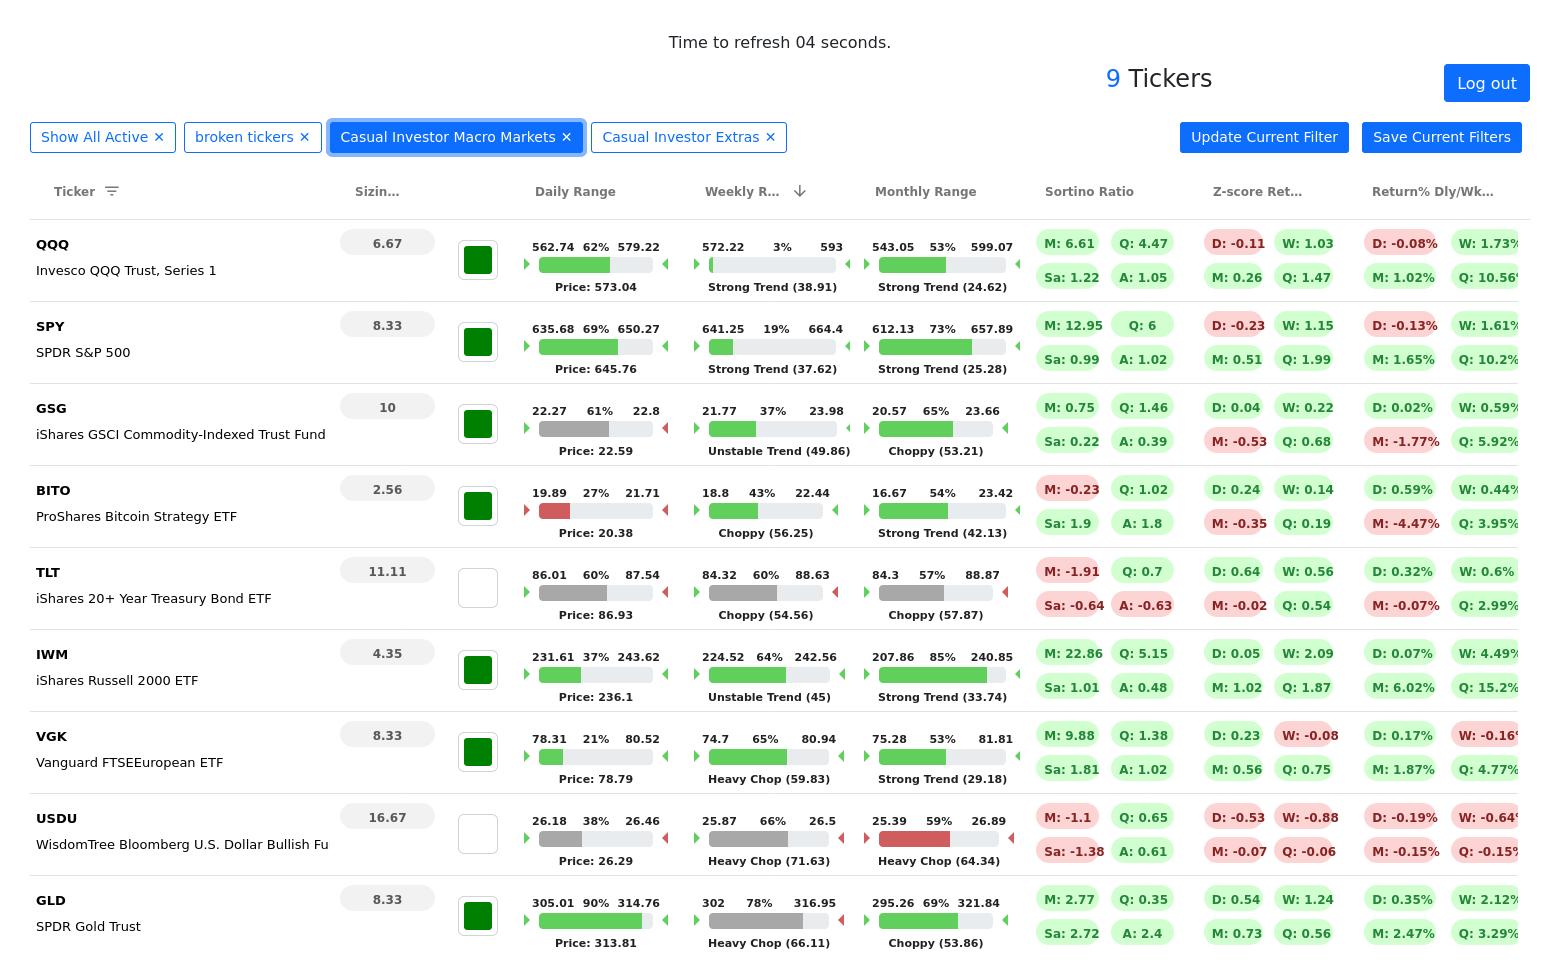 Time to refresh 04 seconds.
9 Tickers
Log out
Show All Active ✕ broken tickers ✕ Casual Investor Macro Markets ✕ Casual Investor Extras ✕ Update Current Filter Save Current Filters
Ticker Sizin... Daily Range Weekly R... Monthly Range Sortino Ratio Z-score Ret... Return% Dly/Wk...
QQQ 6.67 562.74 62% 579.22 572.22 3% 593 543.05 53% 599.07 M: 6.61 Q: 4.47 D: -0.11 W: 1.03 D: -0.08% W: 1.73%
Invesco QQQ Trust, Series 1 Price: 573.04 Strong Trend (38.91) Strong Trend (24.62) Sa: 1.22 A: 1.05 M: 0.26 Q: 1.47 M: 1.02% Q: 10.56%
SPY 8.33 635.68 69% 650.27 641.25 19% 664.4 612.13 73% 657.89 M: 12.95 Q: 6 D: -0.23 W: 1.15 D: -0.13% W: 1.61%
SPDR S&P 500 Price: 645.76 Strong Trend (37.62) Strong Trend (25.28) Sa: 0.99 A: 1.02 M: 0.51 Q: 1.99 M: 1.65% Q: 10.2%
GSG 10 22.27 61% 22.8 21.77 37% 23.98 20.57 65% 23.66 M: 0.75 Q: 1.46 D: 0.04 W: 0.22 D: 0.02% W: 0.59%
iShares GSCI Commodity-Indexed Trust Fund Price: 22.59 Unstable Trend (49.86) Choppy (53.21) Sa: 0.22 A: 0.39 M: -0.53 Q: 0.68 M: -1.77% Q: 5.92%
BITO 2.56 19.89 27% 21.71 18.8 43% 22.44 16.67 54% 23.42 M: -0.23 Q: 1.02 D: 0.24 W: 0.14 D: 0.59% W: 0.44%
ProShares Bitcoin Strategy ETF Price: 20.38 Choppy (56.25) Strong Trend (42.13) Sa: 1.9 A: 1.8 M: -0.35 Q: 0.19 M: -4.47% Q: 3.95%
TLT 11.11 86.01 60% 87.54 84.32 60% 88.63 84.3 57% 88.87 M: -1.91 Q: 0.7 D: 0.64 W: 0.56 D: 0.32% W: 0.6%
iShares 20+ Year Treasury Bond ETF Price: 86.93 Choppy (54.56) Choppy (57.87) Sa: -0.64 A: -0.63 M: -0.02 Q: 0.54 M: -0.07% Q: 2.99%
IWM 4.35 231.61 37% 243.62 224.52 64% 242.56 207.86 85% 240.85 M: 22.86 Q: 5.15 D: 0.05 W: 2.09 D: 0.07% W: 4.49%
iShares Russell 2000 ETF Price: 236.1 Unstable Trend (45) Strong Trend (33.74) Sa: 1.01 A: 0.48 M: 1.02 Q: 1.87 M: 6.02% Q: 15.2%
VGK 8.33 78.31 21% 80.52 74.7 65% 80.94 75.28 53% 81.81 M: 9.88 Q: 1.38 D: 0.23 W: -0.08 D: 0.17% W: -0.16%
Vanguard FTSEEuropean ETF Price: 78.79 Heavy Chop (59.83) Strong Trend (29.18) Sa: 1.81 A: 1.02 M: 0.56 Q: 0.75 M: 1.87% Q: 4.77%
USDU 16.67 26.18 38% 26.46 25.87 66% 26.5 25.39 59% 26.89 M: -1.1 Q: 0.65 D: -0.53 W: -0.88 D: -0.19% W: -0.64%
WisdomTree Bloomberg U.S. Dollar Bullish Fu Price: 26.29 Heavy Chop (71.63) Heavy Chop (64.34) Sa: -1.38 A: 0.61 M: -0.07 Q: -0.06 M: -0.15% Q: -0.15%
GLD 8.33 305.01 90% 314.76 302 78% 316.95 295.26 69% 321.84 M: 2.77 Q: 0.35 D: 0.54 W: 1.24 D: 0.35% W: 2.12%
SPDR Gold Trust Price: 313.81 Heavy Chop (66.11) Choppy (53.86) Sa: 2.72 A: 2.4 M: 0.73 Q: 0.56 M: 2.47% Q: 3.29%